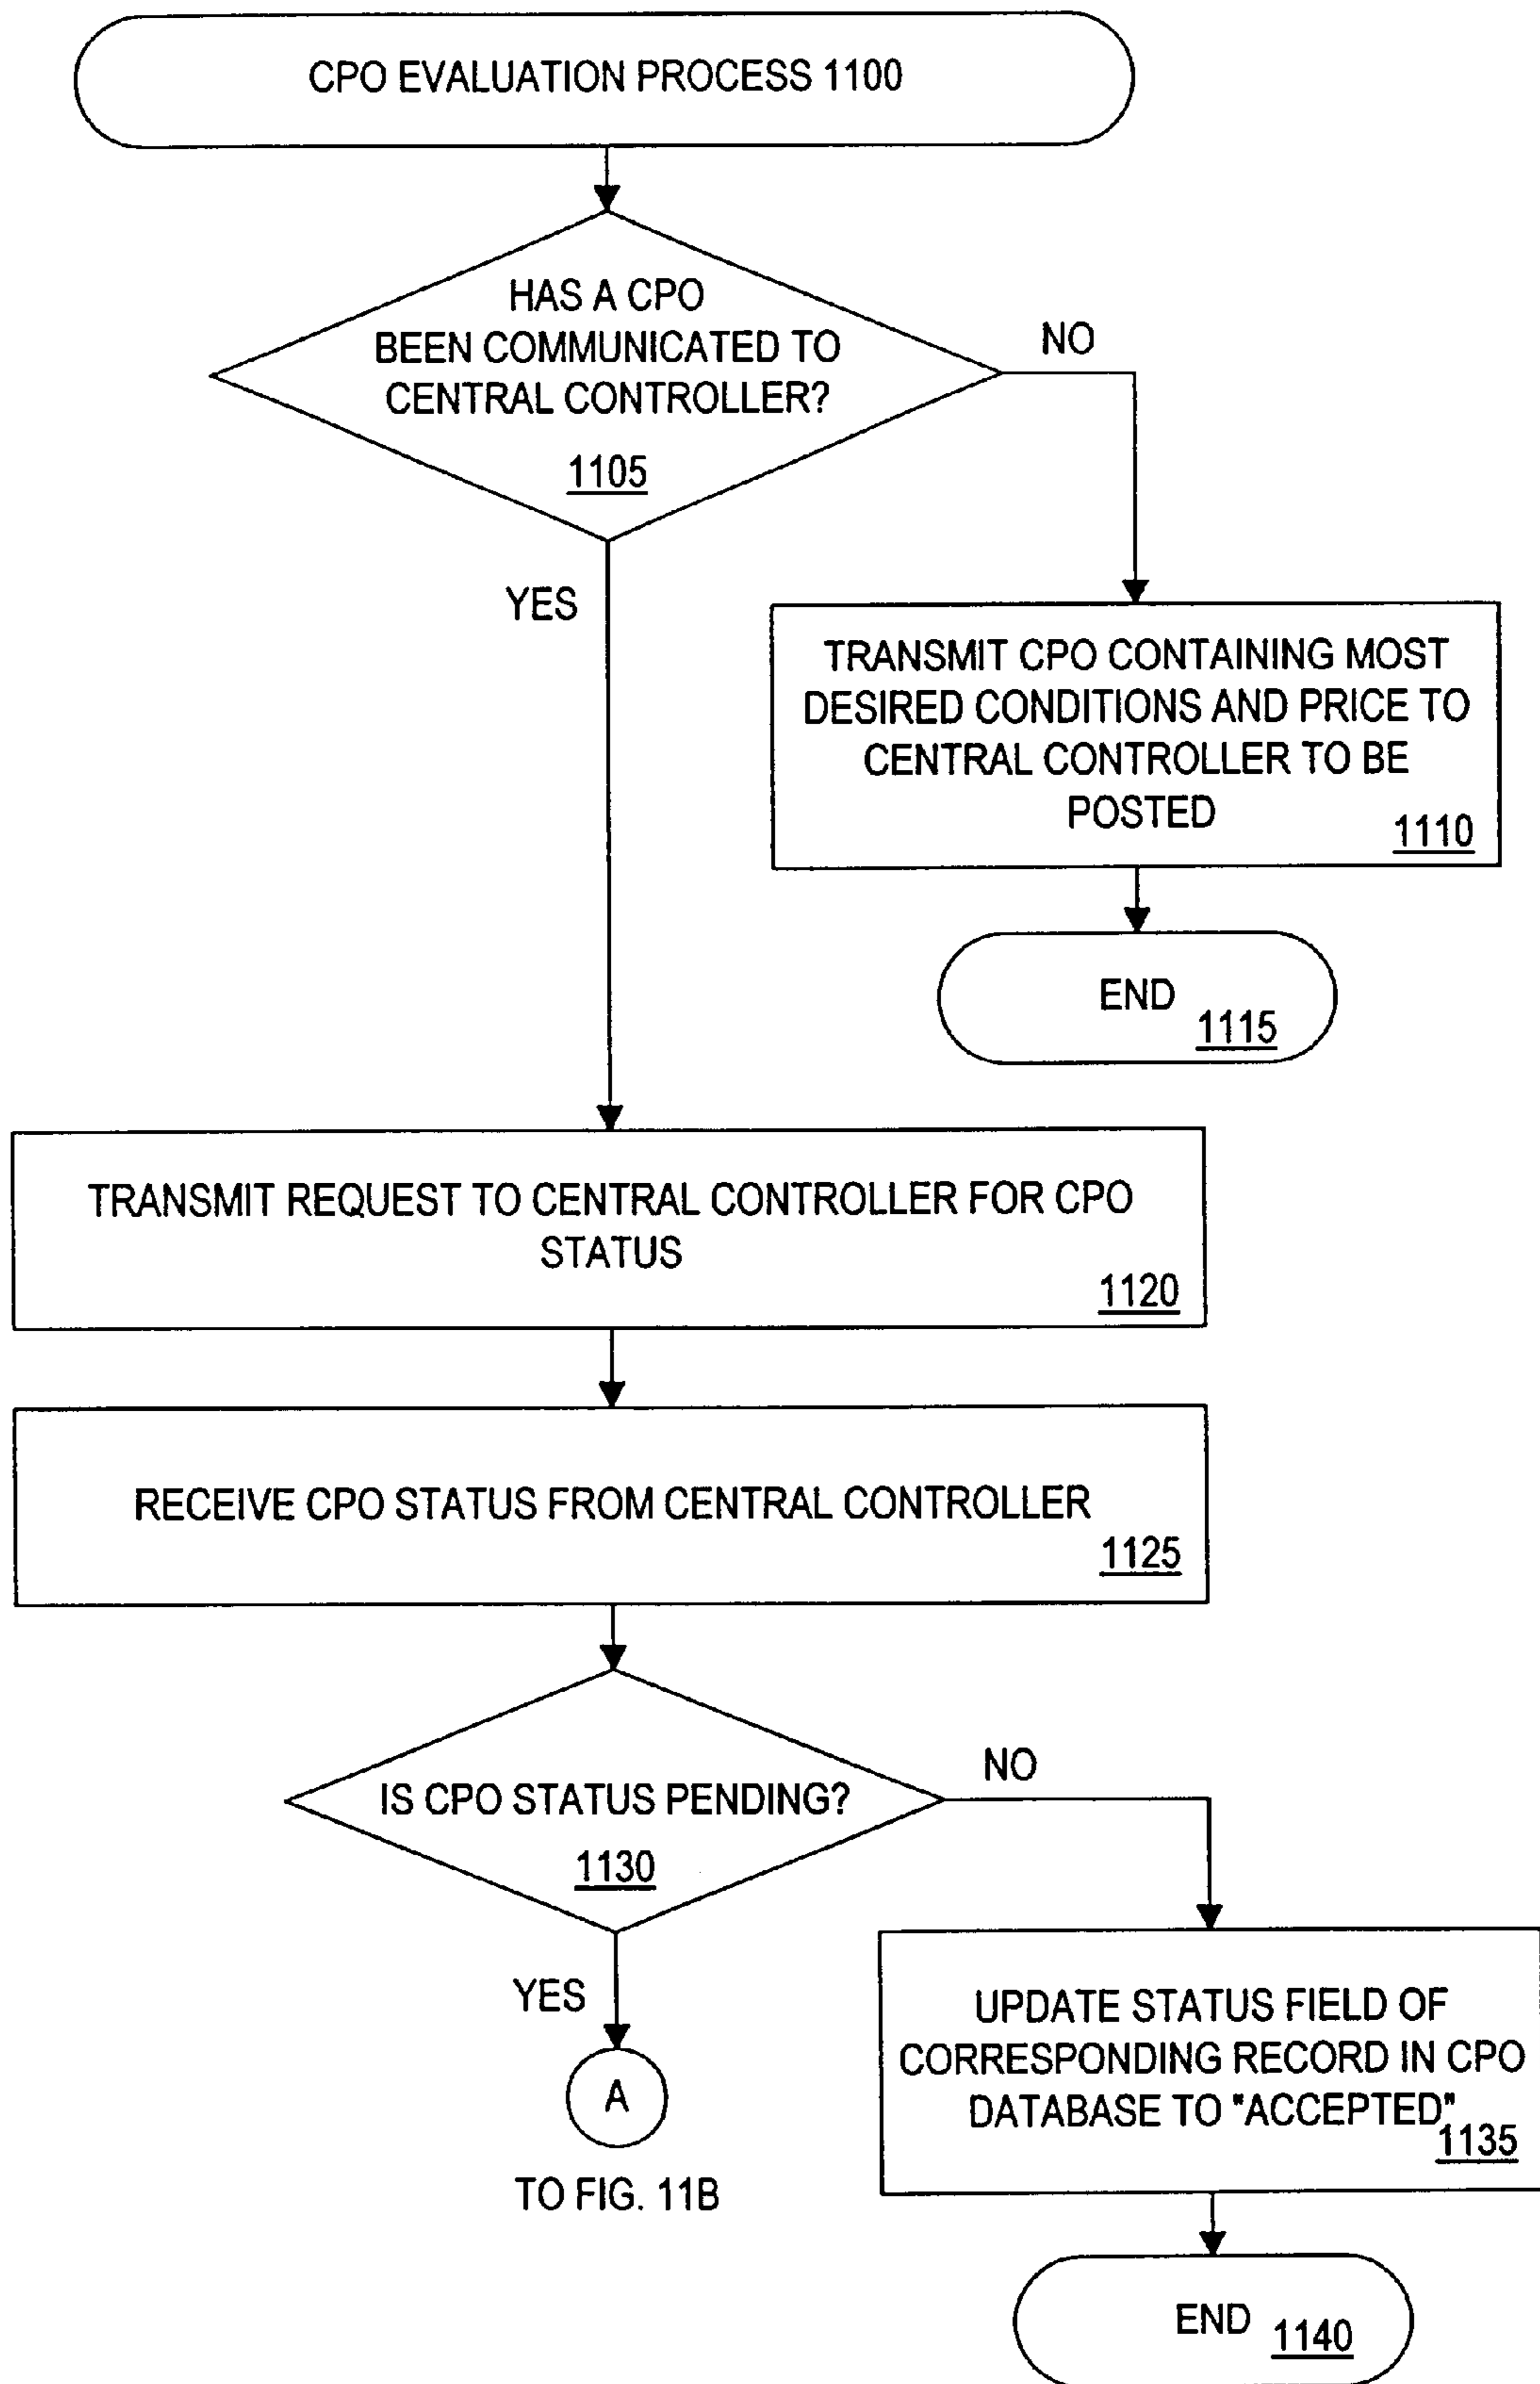 CPO EVALUATION PROCESS 1100
HAS A CPO
BEEN COMMUNICATED TO
CENTRAL CONTROLLER?
1105
NO
YES
TRANSMIT CPO CONTAINING MOST
DESIRED CONDITIONS AND PRICE TO
CENTRAL CONTROLLER TO BE
POSTED
1110
END
1115
TRANSMIT REQUEST TO CENTRAL CONTROLLER FOR CPO
STATUS
1120
RECEIVE CPO STATUS FROM CENTRAL CONTROLLER
1125
IS CPO STATUS PENDING?
1130
NO
YES
A
TO FIG. 11B
UPDATE STATUS FIELD OF
CORRESPONDING RECORD IN CPO
DATABASE TO "ACCEPTED"
1135
END
1140